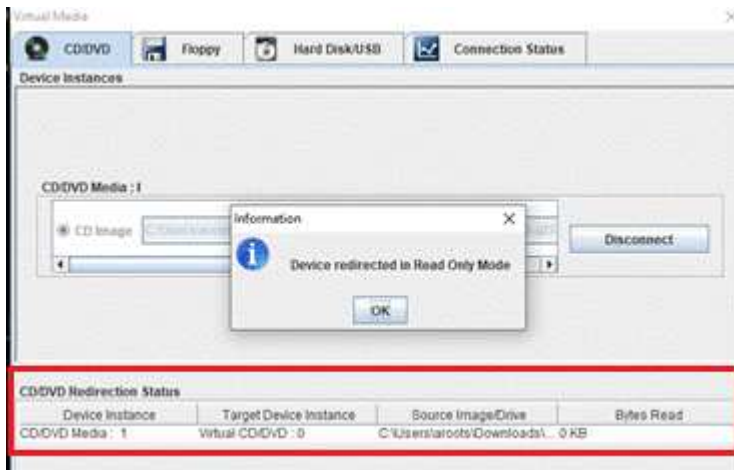 Virtual Media
CD/DVD Floppy Hard Disk/USB Connection Status
Device Instances
CD/DVD Media : I
CD Image
Information
Device redirected in Read Only Mode
OK
Disconnect
CD/DVD Redirection Status
Device Instance Target Device Instance Source Image/Drive Bytes Read
CD/DVD Media : 1 Virtual CD/DVD : 0 C:\Users\aroots\Downloads\... 0 KB